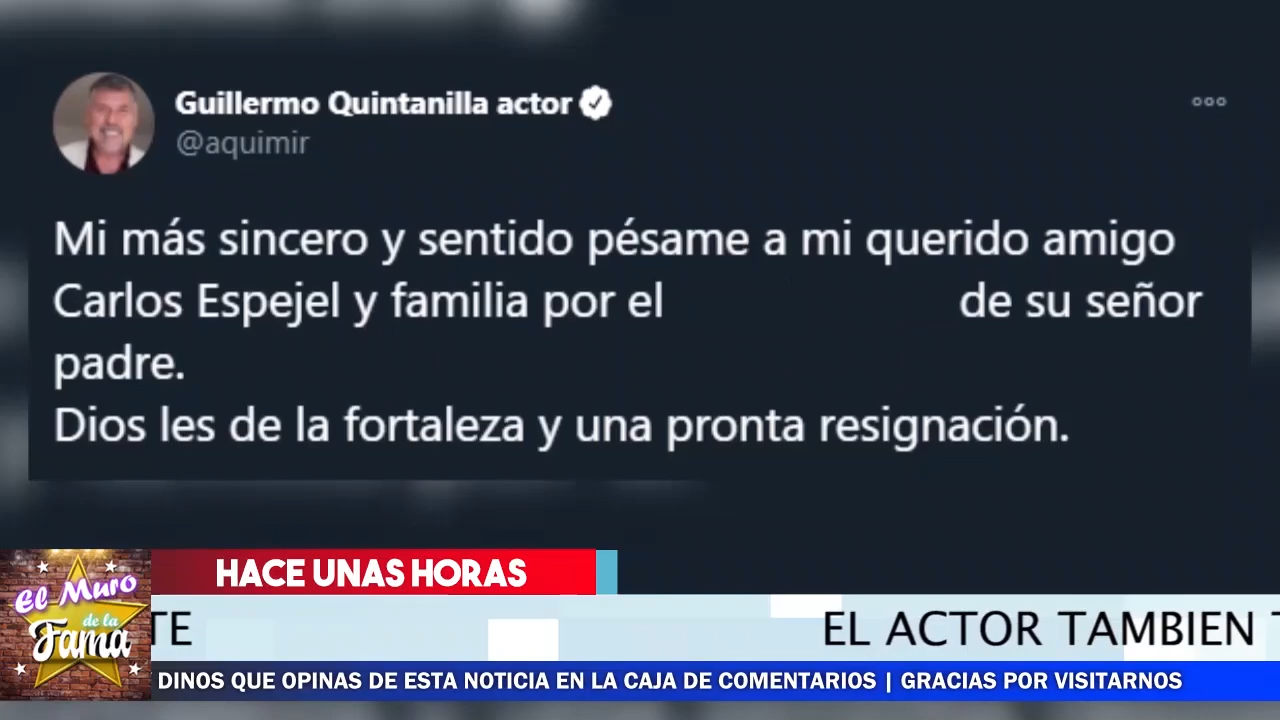 Guillermo Quintanilla actor
@aquimir
Mi más sincero y sentido pésame a mi querido amigo
Carlos Espejel y familia por el de su señor
padre.
Dios les de la fortaleza y una pronta resignación.
HACE UNAS HORAS
El Muro
de la
Fama
TE EL ACTOR TAMBIEN
DINOS QUE OPINAS DE ESTA NOTICIA EN LA CAJA DE COMENTARIOS | GRACIAS POR VISITARNOS